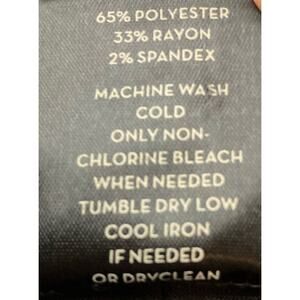 65% POLYESTER
33% RAYON
2% SPANDEX
MACHINE WASH
COLD
ONLY NON-
CHLORINE BLEACH
WHEN NEEDED
TUMBLE DRY LOW
COOL IRON
IF NEEDED
OR DRYCLEAN